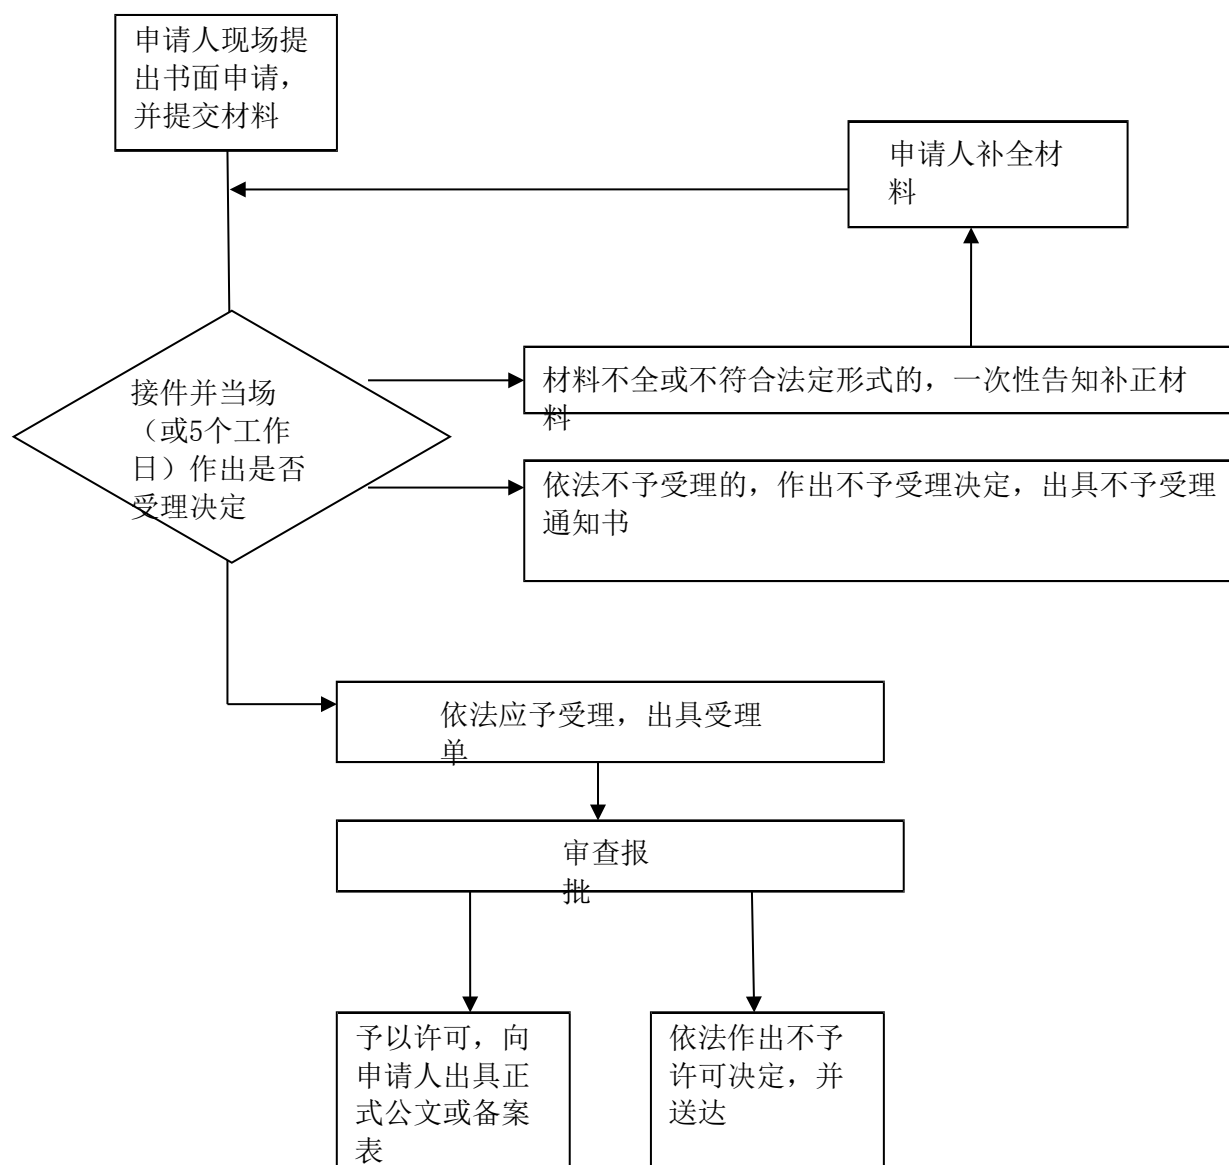 申请人现场提
出书面申请，
并提交材料
申请人补全材
料
接件并当场
（或5个工作
日）作出是否
受理决定
材料不全或不符合法定形式的，一次性告知补正材
料
依法不予受理的，作出不予受理决定，出具不予受理
通知书
依法应予受理，出具受理
单
审查报
批
予以许可，向
申请人出具正
式公文或备案
表
依法作出不予
许可决定，并
送达